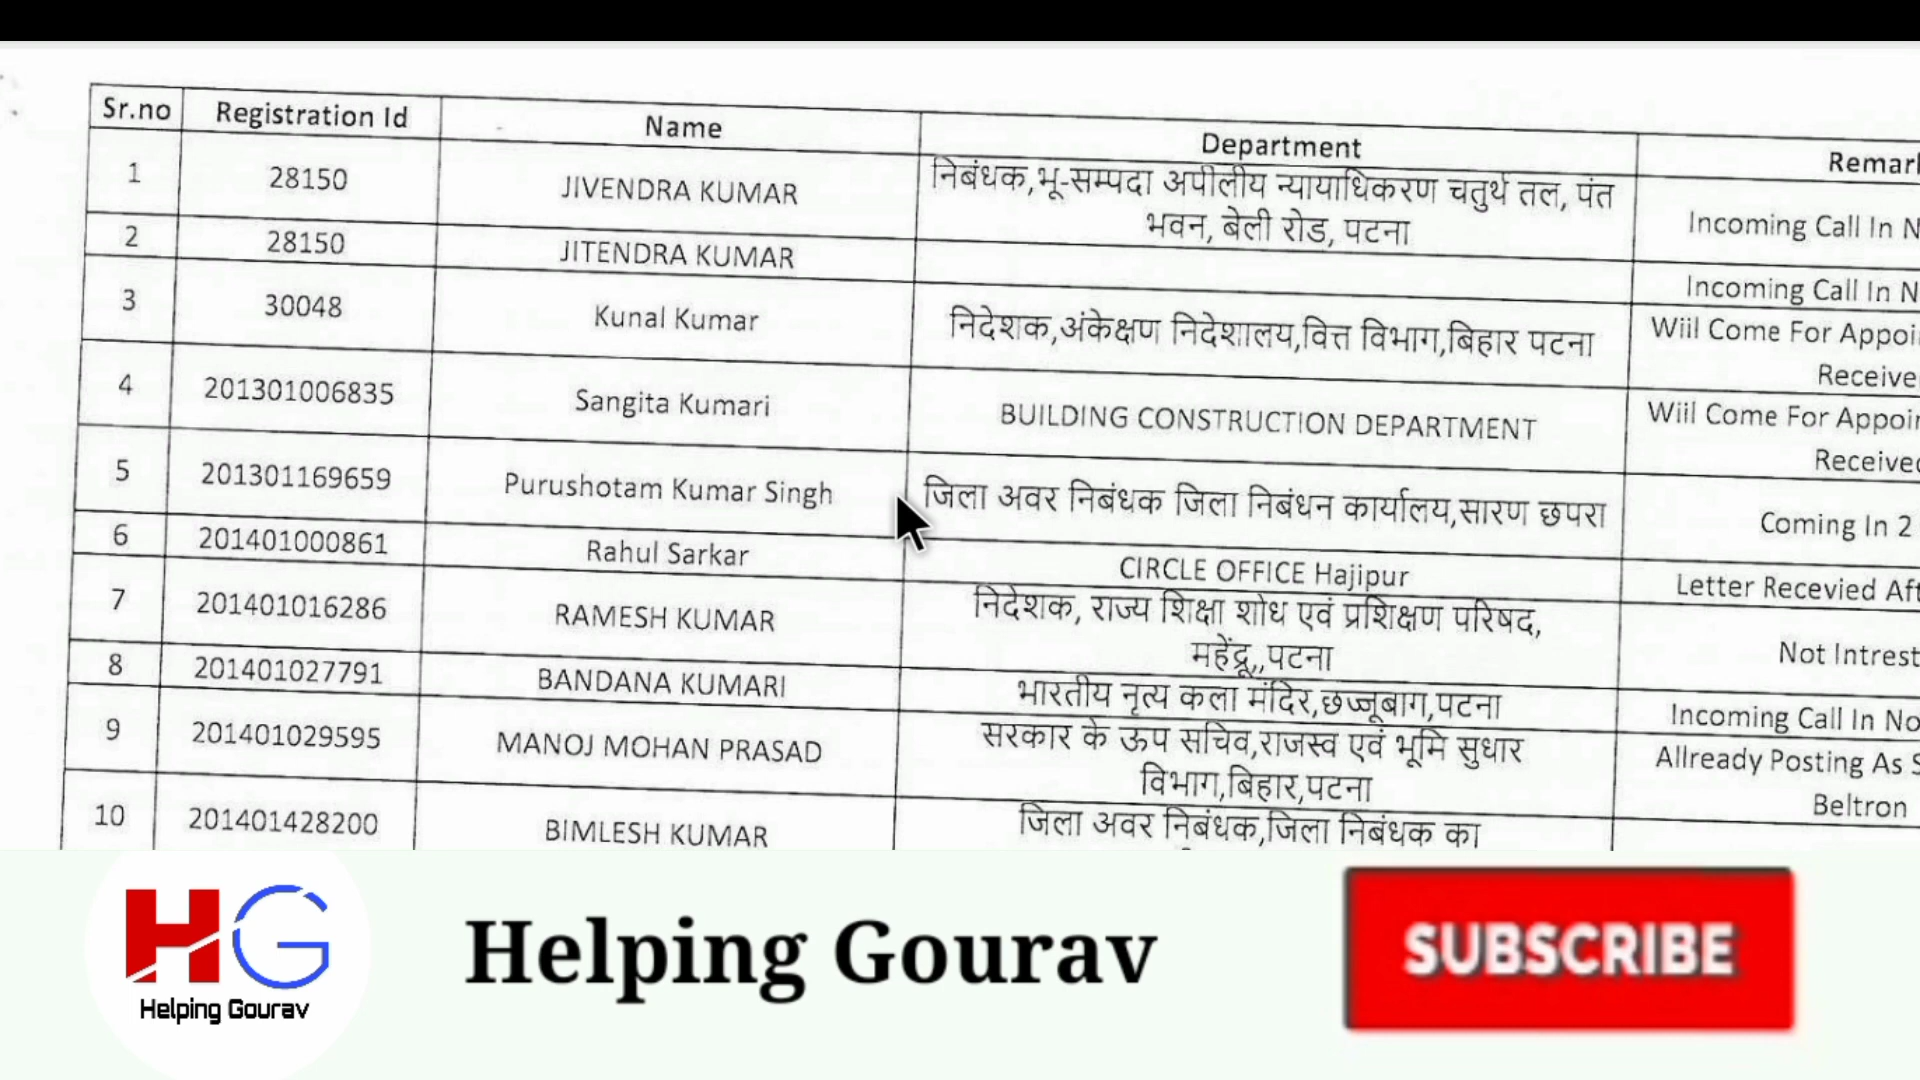 Sr.no Registration Id Name Department
1 28150 JIVENDRA KUMAR निबंधक,भू-सम्पदा अपीलीय न्यायाधिकरण चतुर्थ तल, पंत Incoming Call In
भवन, बेली रोड, पटना
2 28150 JITENDRA KUMAR Incoming Call In
3 30048 Kunal Kumar निदेशक,अंकेक्षण निदेशालय,वित्त विभाग,बिहार पटना Wiil Come For
4 201301006835 Sangita Kumari BUILDING CONSTRUCTION DEPARTMENT Wiil Come For
5 201301169659 Purushotam Kumar Singh जिला अवर निबंधक जिला निबंधन कार्यालय,सारण छपरा Coming In 2
6 201401000861 Rahul Sarkar CIRCLE OFFICE Hajipur Letter Recevied
7 201401016286 RAMESH KUMAR निदेशक, राज्य शिक्षा शोध एवं प्रशिक्षण परिषद, Not
महेंद्रू,,पटना
8 201401027791 BANDANA KUMARI भारतीय नृत्य कला मंदिर,छज्जूबाग,पटना Incoming Call In
9 201401029595 MANOJ MOHAN PRASAD सरकार के ऊप सचिव,राजस्व एवं भूमि सुधार Allready Posting As
विभाग,बिहार,पटना Beltron
10 201401428200 BIMLESH KUMAR जिला अवर निबंधक,जिला निबंधक का
HG
Helping Gourav
Helping Gourav
SUBSCRIBE